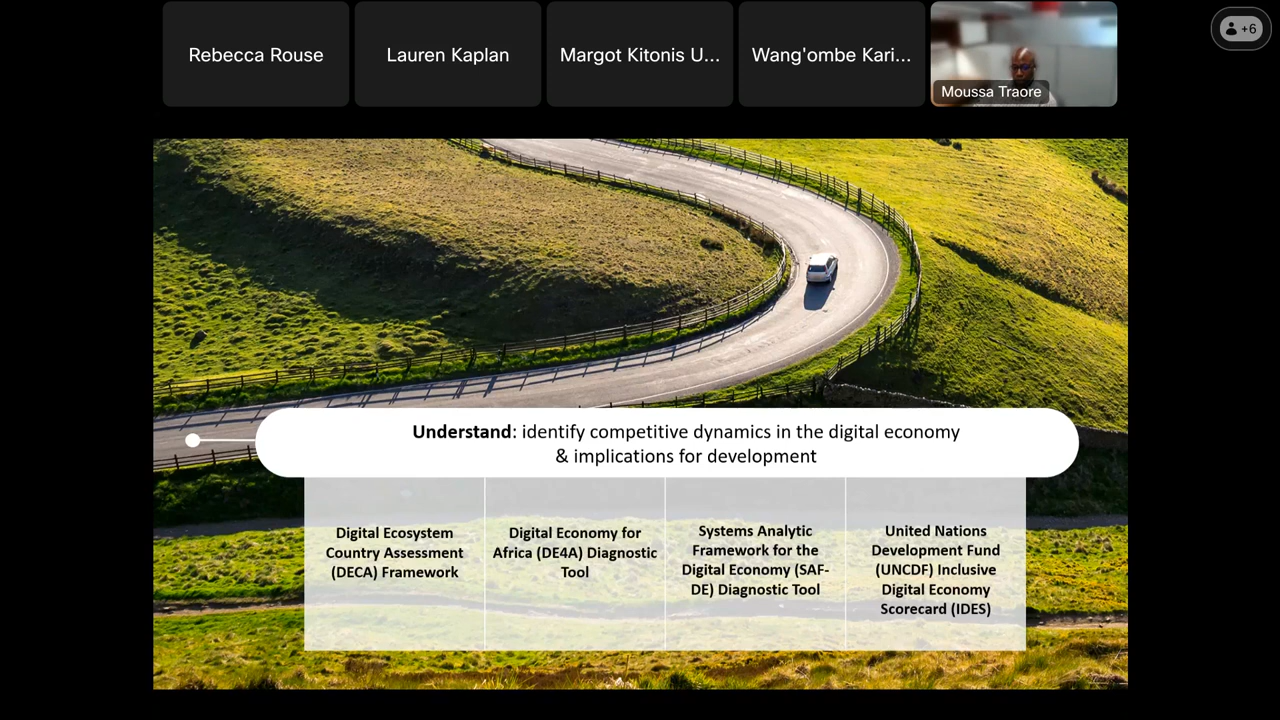 Rebecca Rouse
Lauren Kaplan
Margot Kitonis U...
Wang'ombe Kari...
Moussa Traore
+6
Understand: identify competitive dynamics in the digital economy
& implications for development
Digital Ecosystem
Country Assessment
(DECA) Framework
Digital Economy for
Africa (DE4A) Diagnostic
Tool
Systems Analytic
Framework for the
Digital Economy (SAF-
DE) Diagnostic Tool
United Nations
Development Fund
(UNCDF) Inclusive
Digital Economy
Scorecard (IDES)